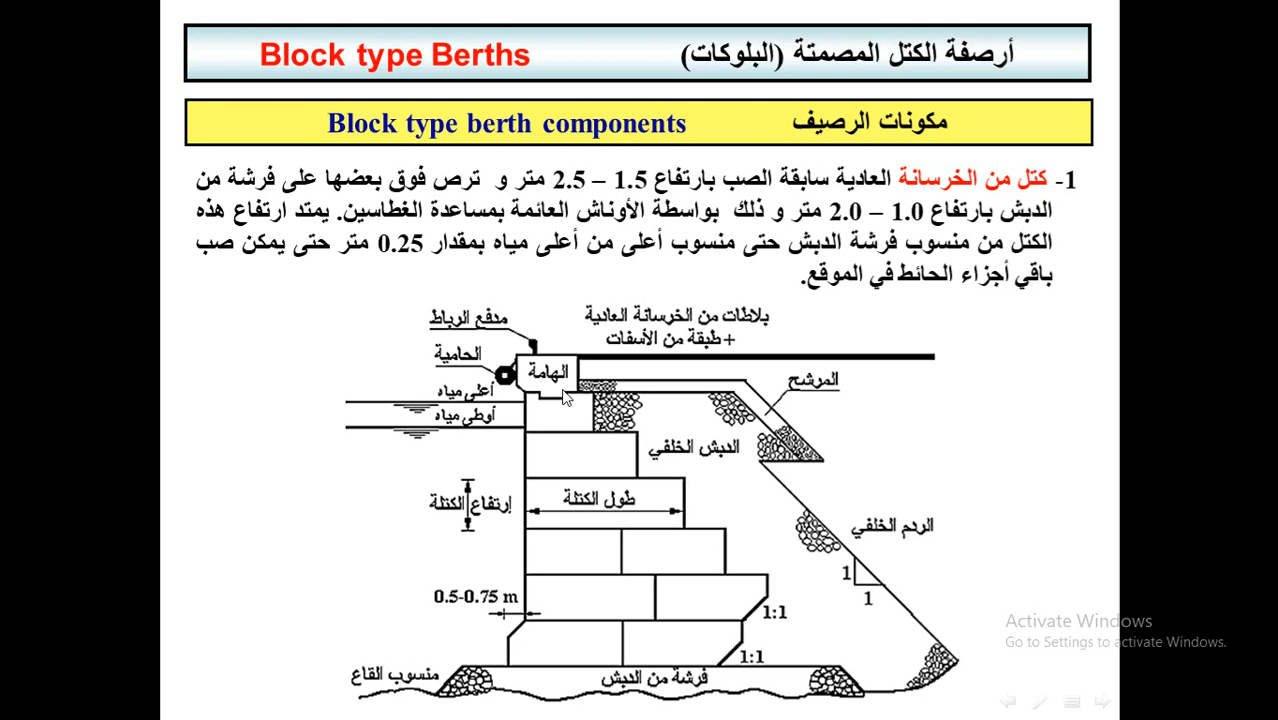 أرصفة الكتل المصمتة (البلوكات) Block type Berths
مكونات الرصيف Block type berth components
1- كتل من الخرسانة العادية سابقة الصب بارتفاع 1.5 – 2.5 متر و ترص فوق بعضها على فرشة من
الدبش بارتفاع 1.0 – 2.0 متر و ذلك بواسطة الأوناش العائمة بمساعدة الغطاسين. يمتد ارتفاع هذه
الكتل من منسوب فرشة الدبش حتى منسوب أعلى من أعلى مياه بمقدار 0.25 متر حتى يمكن صب
باقي أجزاء الحائط في الموقع.
بلاطات من الخرسانة العادية
+طبقة من الأسفات
مدفع الرباط
الحامية
الهامة
المرشح
أعلى مياه
أوطى مياه
الدبش الخلفي
طول الكتلة
إرتفاع الكتلة
الردم الخلفي
1
1
0.5-0.75 m
1:1
1:1
منسوب القاع
فرشة من الدبش
Activate Windows
Go to Settings to activate Windows.